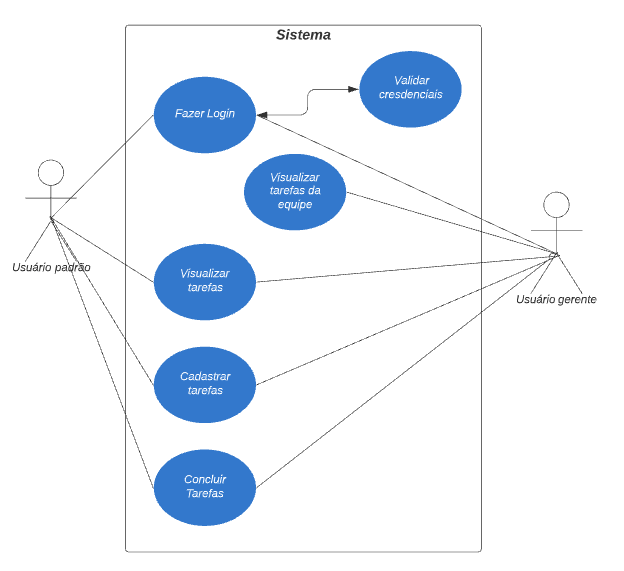 Sistema
Validar
cresdenciais
Fazer Login
Visualizar
tarefas da
equipe
Usuário padrão
Visualizar
tarefas
Usuário gerente
Cadastrar
tarefas
Concluir
Tarefas